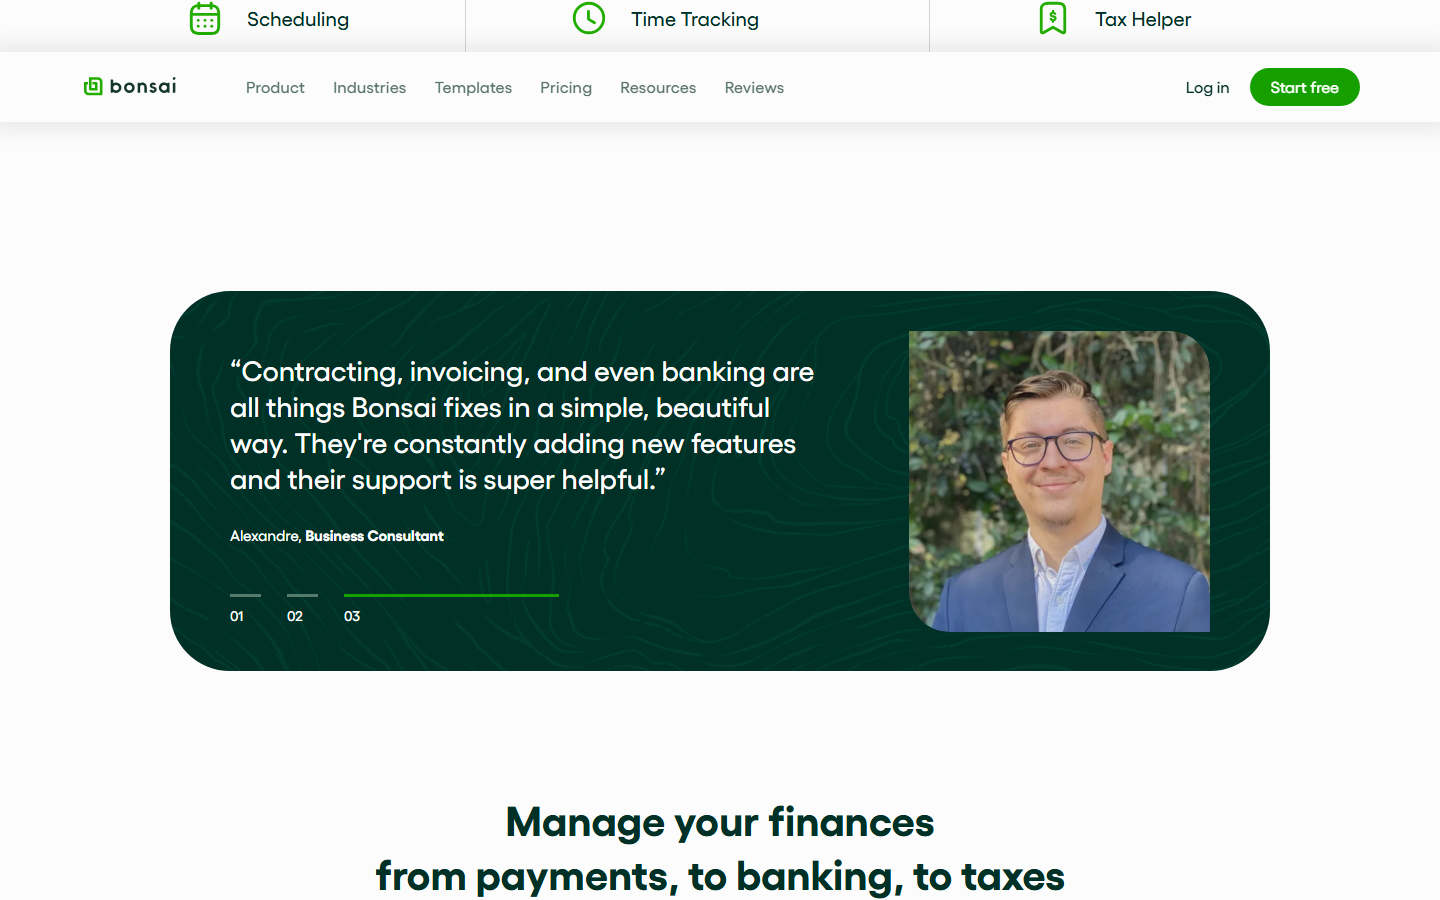 Scheduling
Time Tracking
Tax Helper
bonsai
Product
Industries
Templates
Pricing
Resources
Reviews
Log in
Start free
“Contracting, invoicing, and even banking are
all things Bonsai fixes in a simple, beautiful
way. They're constantly adding new features
and their support is super helpful.”
Alexandre, Business Consultant
01
02
03
Manage your finances
from payments, to banking, to taxes